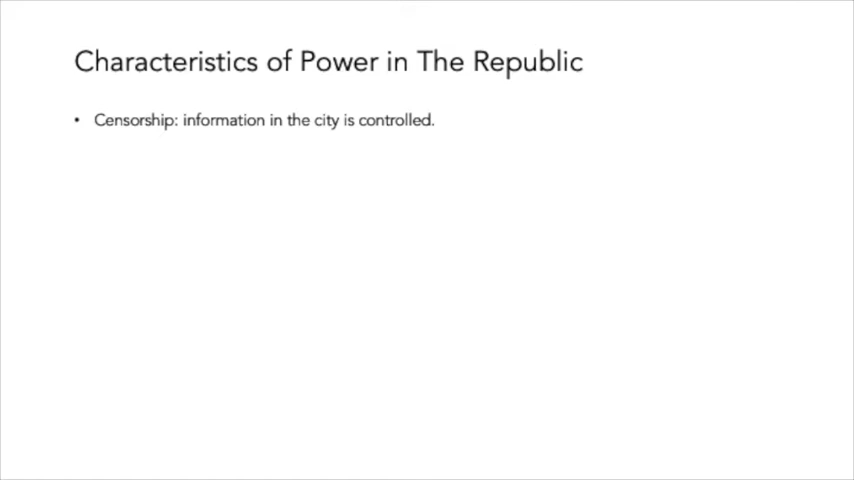 Characteristics of Power in The Republic
• Censorship: information in the city is controlled.